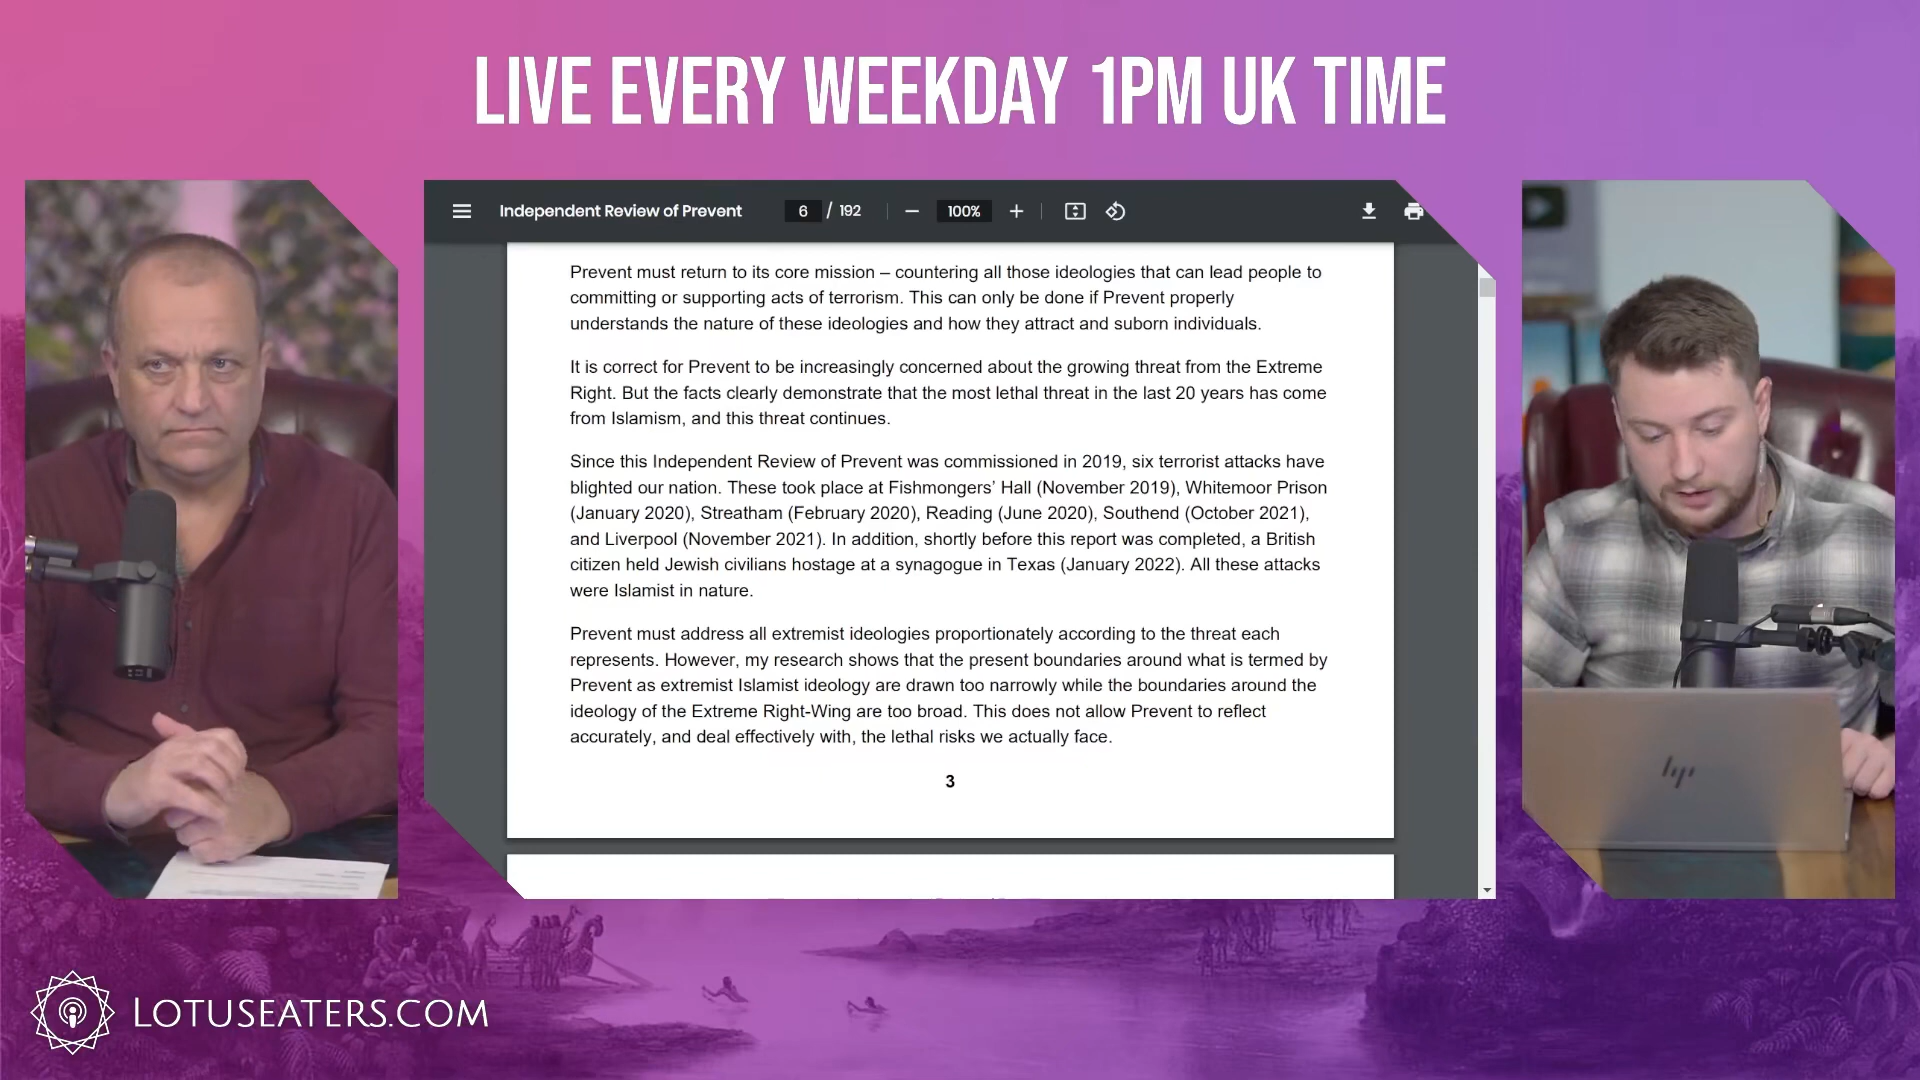 LIVE EVERY WEEKDAY 1PM UK TIME
Independent Review of Prevent 6 / 192 100%
Prevent must return to its core mission – countering all those ideologies that can lead people to
committing or supporting acts of terrorism. This can only be done if Prevent properly
understands the nature of these ideologies and how they attract and suborn individuals.
It is correct for Prevent to be increasingly concerned about the growing threat from the Extreme
Right. But the facts clearly demonstrate that the most lethal threat in the last 20 years has come
from Islamism, and this threat continues.
Since this Independent Review of Prevent was commissioned in 2019, six terrorist attacks have
blighted our nation. These took place at Fishmongers’ Hall (November 2019), Whitemoor Prison
(January 2020), Streatham (February 2020), Reading (June 2020), Southend (October 2021),
and Liverpool (November 2021). In addition, shortly before this report was completed, a British
citizen held Jewish civilians hostage at a synagogue in Texas (January 2022). All these attacks
were Islamist in nature.
Prevent must address all extremist ideologies proportionately according to the threat each
represents. However, my research shows that the present boundaries around what is termed by
Prevent as extremist Islamist ideology are drawn too narrowly while the boundaries around the
ideology of the Extreme Right-Wing are too broad. This does not allow Prevent to reflect
accurately, and deal effectively with, the lethal risks we actually face.
3
hp
LOTUSEATERS.COM